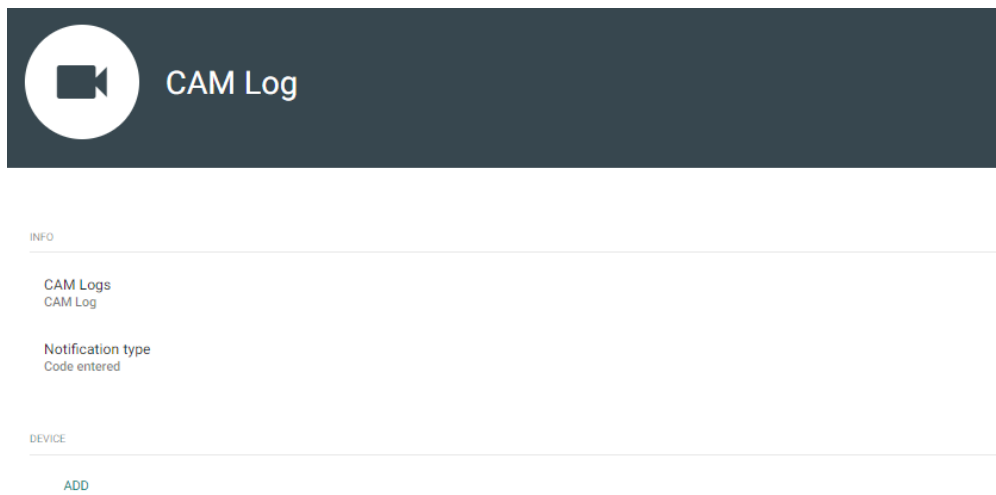 CAM Log
INFO
CAM Logs
CAM Log
Notification type
Code entered
DEVICE
ADD